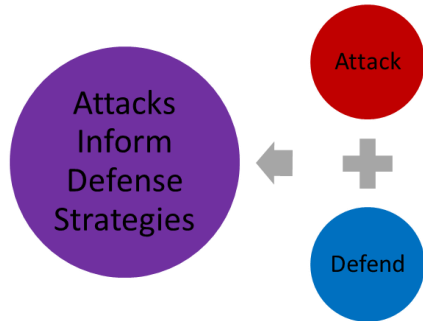 Attacks
Inform
Defense
Strategies
Attack
Defend